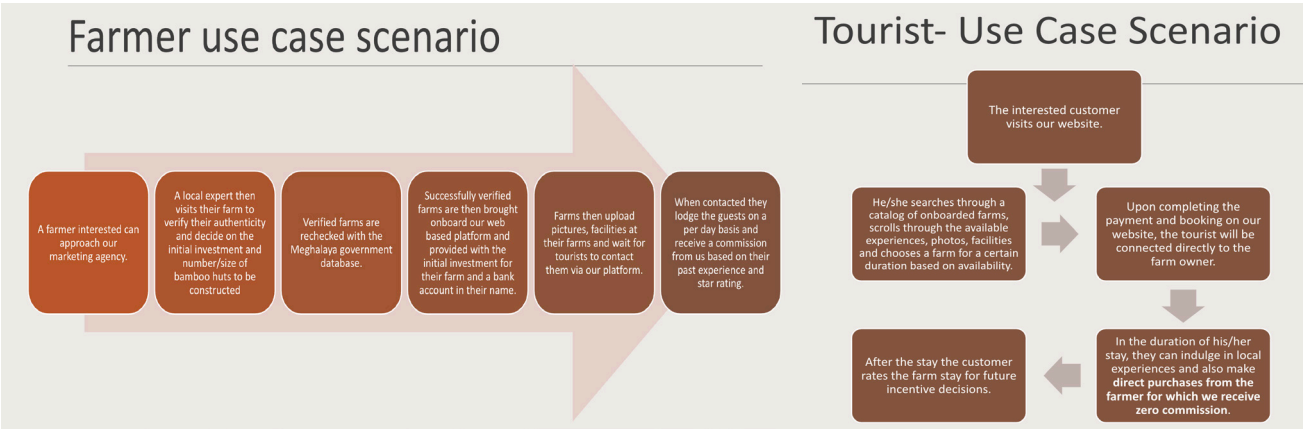 Farmer use case scenario
A farmer interested can
approach our
marketing agency.
A local expert then
visits their farm to
verify their authenticity
and decide on the
initial investment and
number/size of
bamboo huts to be
constructed
Verified farms are
rechecked with the
Meghalaya government
database.
Successfully verified
farms are then brought
onboard our web
based platform and
provided with the
initial investment for
their farm and a bank
account in their name.
Farms then upload
pictures, facilities at
their farms and wait for
tourists to contact
them via our platform.
When contacted they
lodge the guests on a
per day basis and
receive a commission
from us based on their
past experience and
star rating.
Tourist- Use Case Scenario
The interested customer
visits our website.
He/she searches through a
catalog of onboarded farms,
scrolls through the available
experiences, photos, facilities
and chooses a farm for a certain
duration based on availability.
Upon completing the
payment and booking on our
website, the tourist will be
connected directly to the
farm owner.
In the duration of his/her
stay, they can indulge in local
experiences and also make
direct purchases from the
farmer for which we receive
zero commission.
After the stay the customer
rates the farm stay for future
incentive decisions.